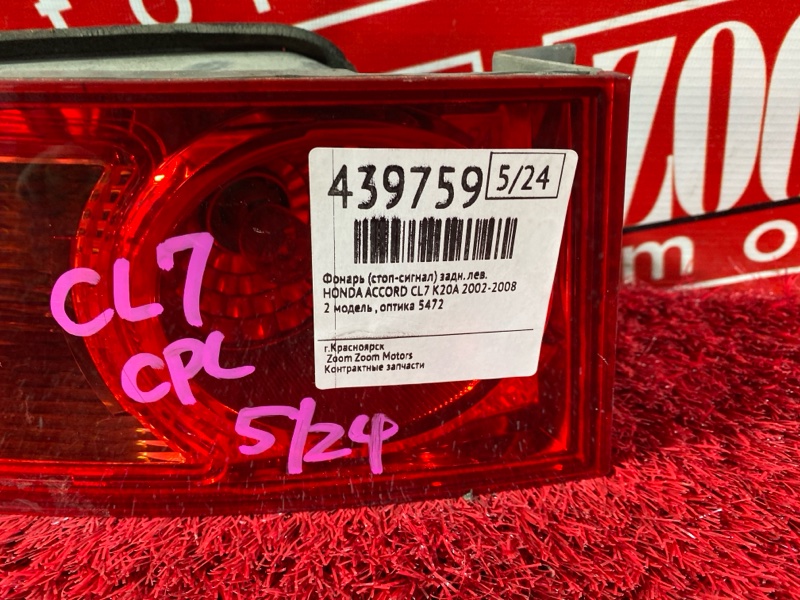 439759 5/24
Фонарь (стоп-сигнал) задн. лев.
HONDA ACCORD CL7 K20A 2002-2008
2 модель , оптика 5472
г.Красноярск
Zoom Zoom Motors
Контрактные запчасти
CL7
CPL
5/24
ZOO
m o